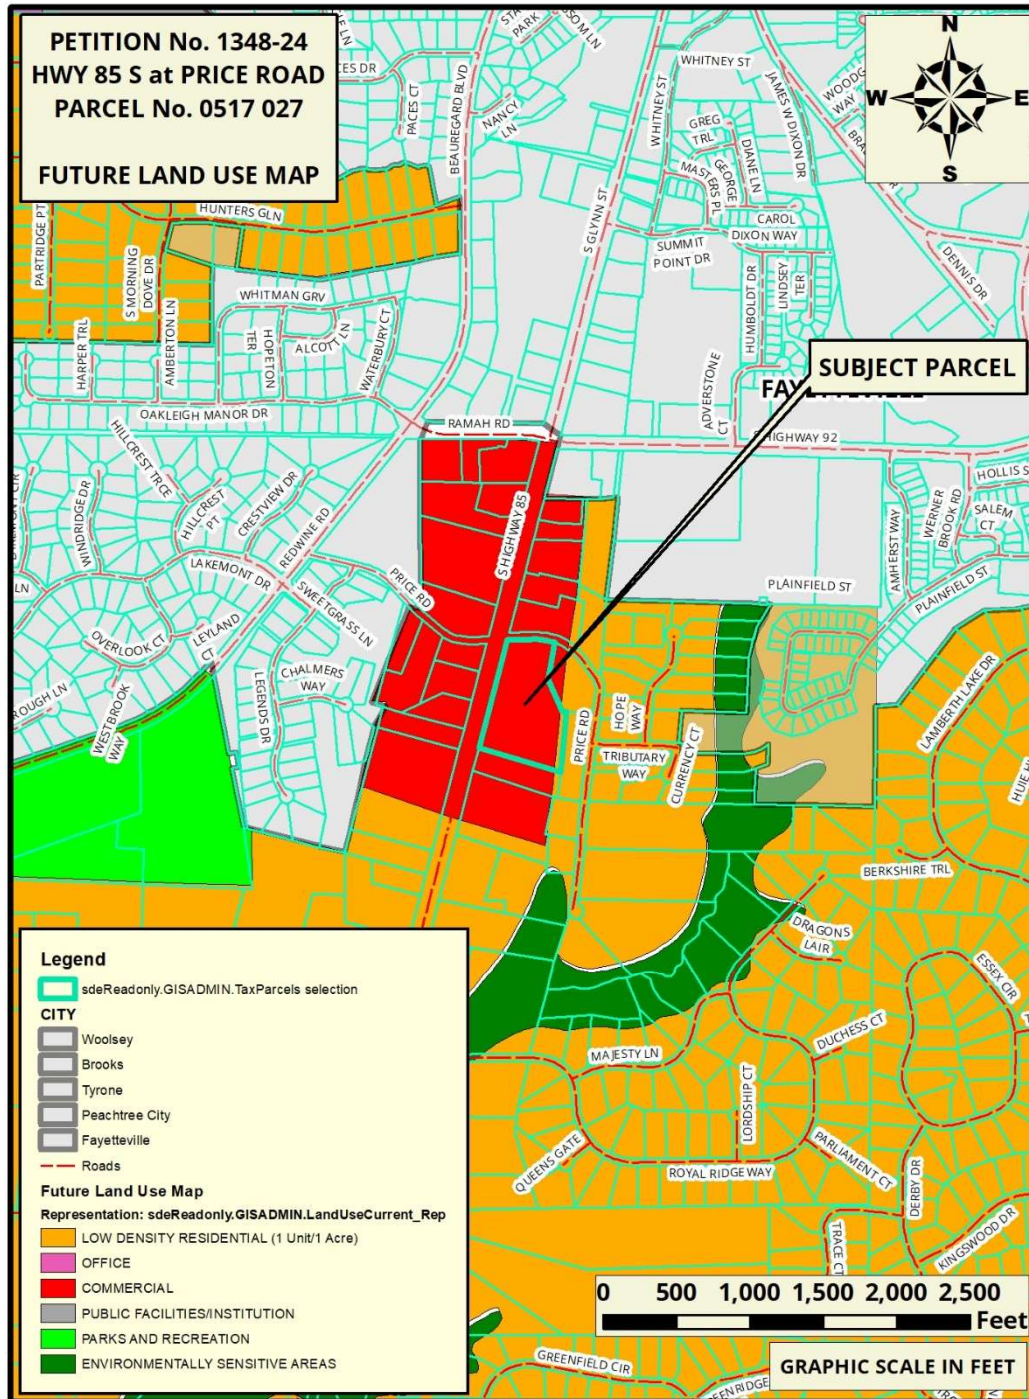 PETITION No. 1348-24
HWY 85 S at PRICE ROAD
PARCEL No. 0517 027
FUTURE LAND USE MAP
N
W
E
S
PACES CT
BEAUREGARD BLVD
NANCY LN
WHITNEY ST
WHITNEY ST
JAMES W DIXON DR
GREG TRL
DIANE LN
GEORGE
MASTERS PL
CAROL
DIXON WAY
SUMMIT POINT DR
S GLYNN ST
DENNIS DR
HUMBOLDT DR
LINDSEY TER
PARTRIDGE PT
HUNTERS GLN
S MORNING DOVE DR
AMBERTON LN
HARPER TRL
WHITMAN GRV
HOPETON TER
ALCOTT LN
WATERBURY CT
OAKLEIGH MANOR DR
ADVERSTONE CT
SUBJECT PARCEL
RAMAH RD
HIGHWAY 92
S HIGHWAY 85
HILLCREST TRCE
HILLCREST PT
CRESTVIEW DR
WINDRIDGE DR
REDWINE RD
LAKEMONT DR
SWEETGRASS LN
PRICE RD
OVERLOOK CT
LEYLAND CT
CHALMERS WAY
LEGENDS DR
WESTBROOK WAY
AMHERST WAY
WERNER BROOK RD
HOLLIS S
SALEM CT
PLAINFIELD ST
PLAINFIELD ST
LAMBERTH LAKE DR
HOPE WAY
PRICE RD
TRIBUTARY WAY
CURRENCY CT
BERKSHIRE TRL
DRAGONS LAIR
ESSEX CIR
DUCHESS CT
MAJESTY LN
LORDSHIP CT
QUEENS GATE
ROYAL RIDGE WAY
PARLIAMENT CT
DERBY DR
TRACE CT
KINGSWOOD DR
GREENFIELD CIR
Legend
sdeReadonly.GISADMIN.TaxParcels selection
CITY
Woolsey
Brooks
Tyrone
Peachtree City
Fayetteville
Roads
Future Land Use Map
Representation: sdeReadonly.GISADMIN.LandUseCurrent_Rep
LOW DENSITY RESIDENTIAL (1 Unit/1 Acre)
OFFICE
COMMERCIAL
PUBLIC FACILITIES/INSTITUTION
PARKS AND RECREATION
ENVIRONMENTALLY SENSITIVE AREAS
0 500 1,000 1,500 2,000 2,500
Feet
GRAPHIC SCALE IN FEET